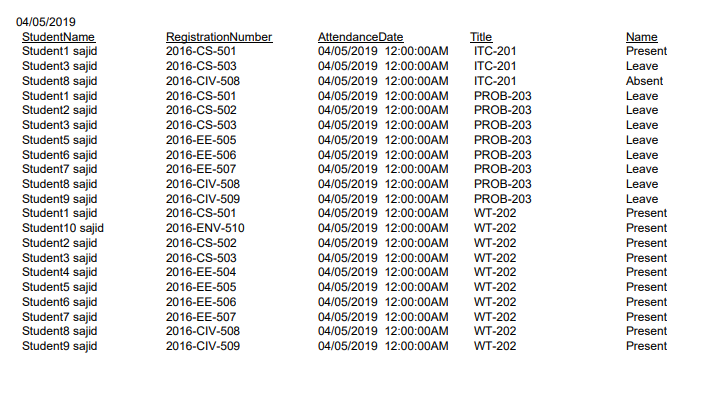 04/05/2019
StudentName RegistrationNumber AttendanceDate Title Name
Student1 sajid 2016-CS-501 04/05/2019 12:00:00AM ITC-201 Present
Student3 sajid 2016-CS-503 04/05/2019 12:00:00AM ITC-201 Leave
Student8 sajid 2016-CIV-508 04/05/2019 12:00:00AM ITC-201 Absent
Student1 sajid 2016-CS-501 04/05/2019 12:00:00AM PROB-203 Leave
Student2 sajid 2016-CS-502 04/05/2019 12:00:00AM PROB-203 Leave
Student3 sajid 2016-CS-503 04/05/2019 12:00:00AM PROB-203 Leave
Student5 sajid 2016-EE-505 04/05/2019 12:00:00AM PROB-203 Leave
Student6 sajid 2016-EE-506 04/05/2019 12:00:00AM PROB-203 Leave
Student7 sajid 2016-EE-507 04/05/2019 12:00:00AM PROB-203 Leave
Student8 sajid 2016-CIV-508 04/05/2019 12:00:00AM PROB-203 Leave
Student9 sajid 2016-CIV-509 04/05/2019 12:00:00AM PROB-203 Leave
Student1 sajid 2016-CS-501 04/05/2019 12:00:00AM WT-202 Present
Student10 sajid 2016-ENV-510 04/05/2019 12:00:00AM WT-202 Present
Student2 sajid 2016-CS-502 04/05/2019 12:00:00AM WT-202 Present
Student3 sajid 2016-CS-503 04/05/2019 12:00:00AM WT-202 Present
Student4 sajid 2016-EE-504 04/05/2019 12:00:00AM WT-202 Present
Student5 sajid 2016-EE-505 04/05/2019 12:00:00AM WT-202 Present
Student6 sajid 2016-EE-506 04/05/2019 12:00:00AM WT-202 Present
Student7 sajid 2016-EE-507 04/05/2019 12:00:00AM WT-202 Present
Student8 sajid 2016-CIV-508 04/05/2019 12:00:00AM WT-202 Present
Student9 sajid 2016-CIV-509 04/05/2019 12:00:00AM WT-202 Present